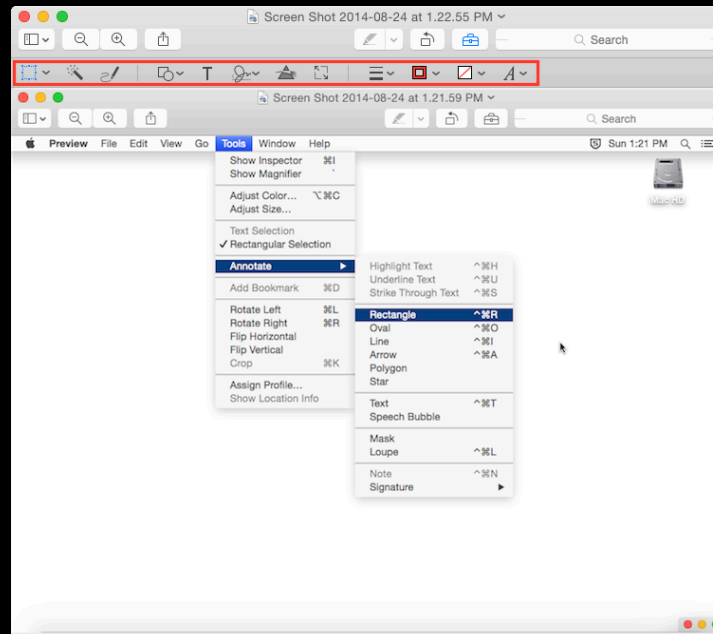 Screen Shot 2014-08-24 at 1.22.55 PM
Search
T
A
Screen Shot 2014-08-24 at 1.21.59 PM
Search
Preview File Edit View Go Tools Window Help Sun 1:21 PM
Show Inspector ⌘I
Show Magnifier `
Mac HD
Adjust Color... ⌥⌘C
Adjust Size...
Text Selection
✓ Rectangular Selection
Annotate ▶
Add Bookmark ⌘D
Rotate Left ⌘L
Rotate Right ⌘R
Flip Horizontal
Flip Vertical
Crop ⌘K
Assign Profile...
Show Location Info
Highlight Text ^⌘H
Underline Text ^⌘U
Strike Through Text ^⌘S
Rectangle ^⌘R
Oval ^⌘O
Line ^⌘I
Arrow ^⌘A
Polygon
Star
Text ^⌘T
Speech Bubble
Mask
Loupe ^⌘L
Note ^⌘N
Signature ▶